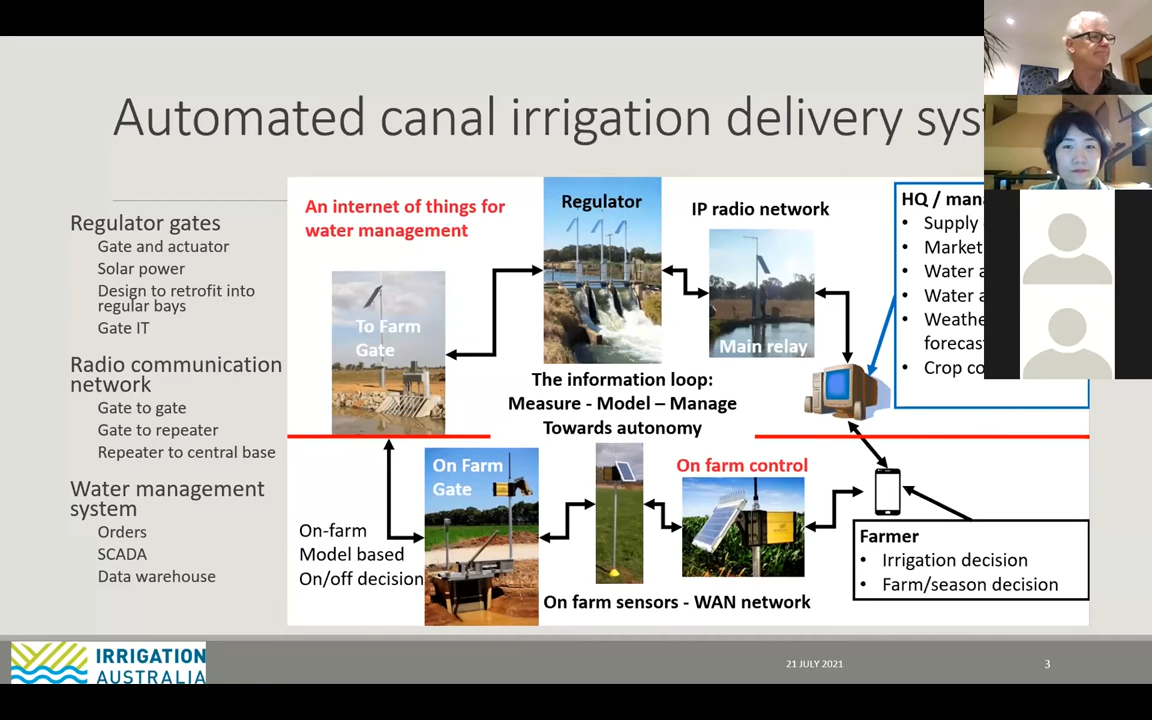 Automated canal irrigation delivery
Regulator gates
Gate and actuator
Solar power
Design to retrofit into
regular bays
Gate IT
Radio communication
network
Gate to gate
Gate to repeater
Repeater to central base
Water management
system
Orders
SCADA
Data warehouse
An internet of things for
water management
Regulator
IP radio network
HQ /
• Supply
• Market
• Water
• Water
•
• Crop
To Farm
Gate
Main relay
The information loop:
Measure - Model – Manage
Towards autonomy
On Farm
Gate
On farm control
On-farm
Model based
On/off decision
On farm sensors - WAN network
Farmer
• Irrigation decision
• Farm/season decision
IRRIGATION
AUSTRALIA
21 JULY 2021
3